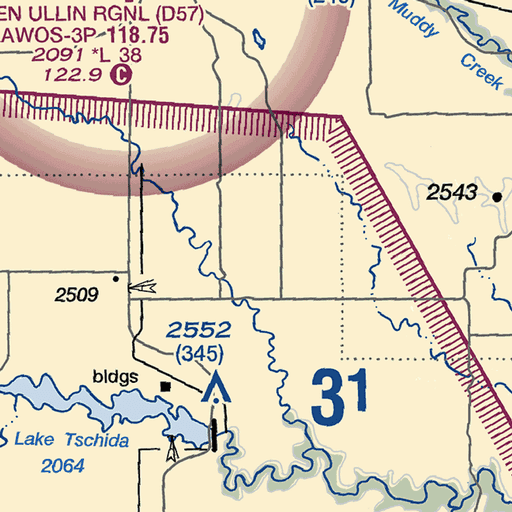 EN ULLIN RGNL (D57)
AWOS-3P 118.75
2091 *L 38
122.9 C
Muddy
Creek
2543
2509
2552
(345)
bldgs
31
Lake Tschida
2064